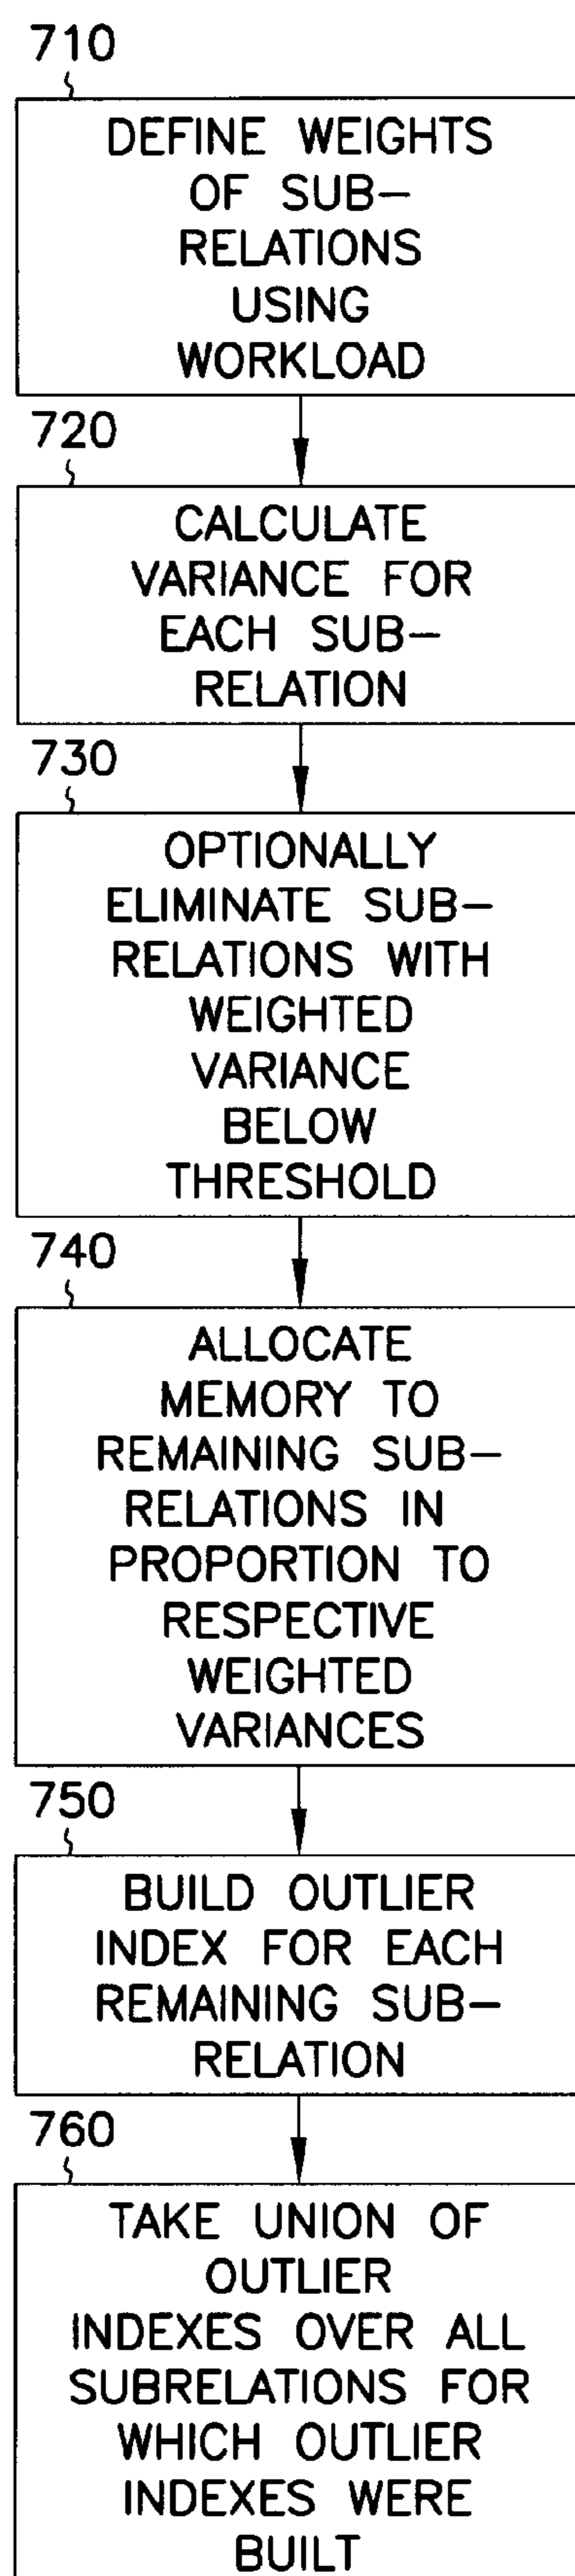 710
DEFINE WEIGHTS
OF SUB-
RELATIONS
USING
WORKLOAD
720
CALCULATE
VARIANCE FOR
EACH SUB-
RELATION
730
OPTIONALLY
ELIMINATE SUB-
RELATIONS WITH
WEIGHTED
VARIANCE
BELOW
THRESHOLD
740
ALLOCATE
MEMORY TO
REMAINING SUB-
RELATIONS IN
PROPORTION TO
RESPECTIVE
WEIGHTED
VARIANCES
750
BUILD OUTLIER
INDEX FOR EACH
REMAINING SUB-
RELATION
760
TAKE UNION OF
OUTLIER
INDEXES OVER ALL
SUBRELATIONS FOR
WHICH OUTLIER
INDEXES WERE
BUILT